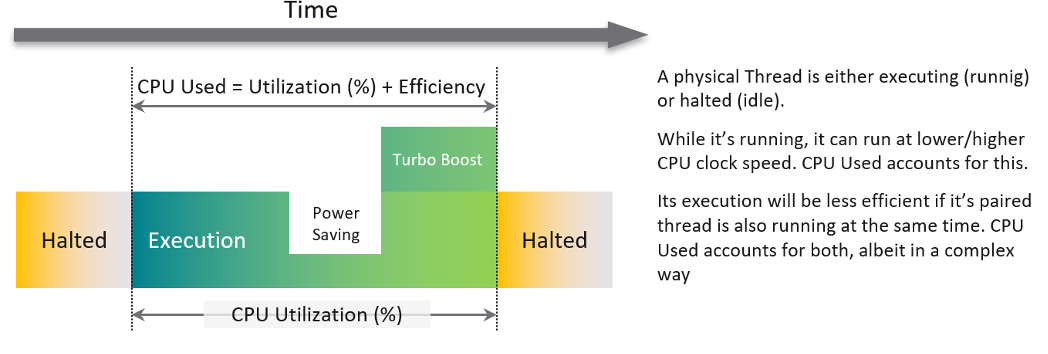 Time
CPU Used = Utilization (%) + Efficiency
Turbo Boost
Power
Saving
Halted
Execution
Halted
CPU Utilization (%)
A physical Thread is either executing (runnig)
or halted (idle).
While it’s running, it can run at lower/higher
CPU clock speed. CPU Used accounts for this.
Its execution will be less efficient if it’s paired
thread is also running at the same time. CPU
Used accounts for both, albeit in a complex
way